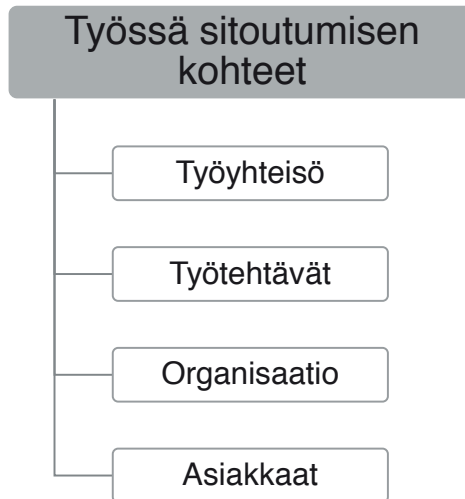 Työssä sitoutumisen
kohteet
Työyhteisö
Työtehtävät
Organisaatio
Asiakkaat